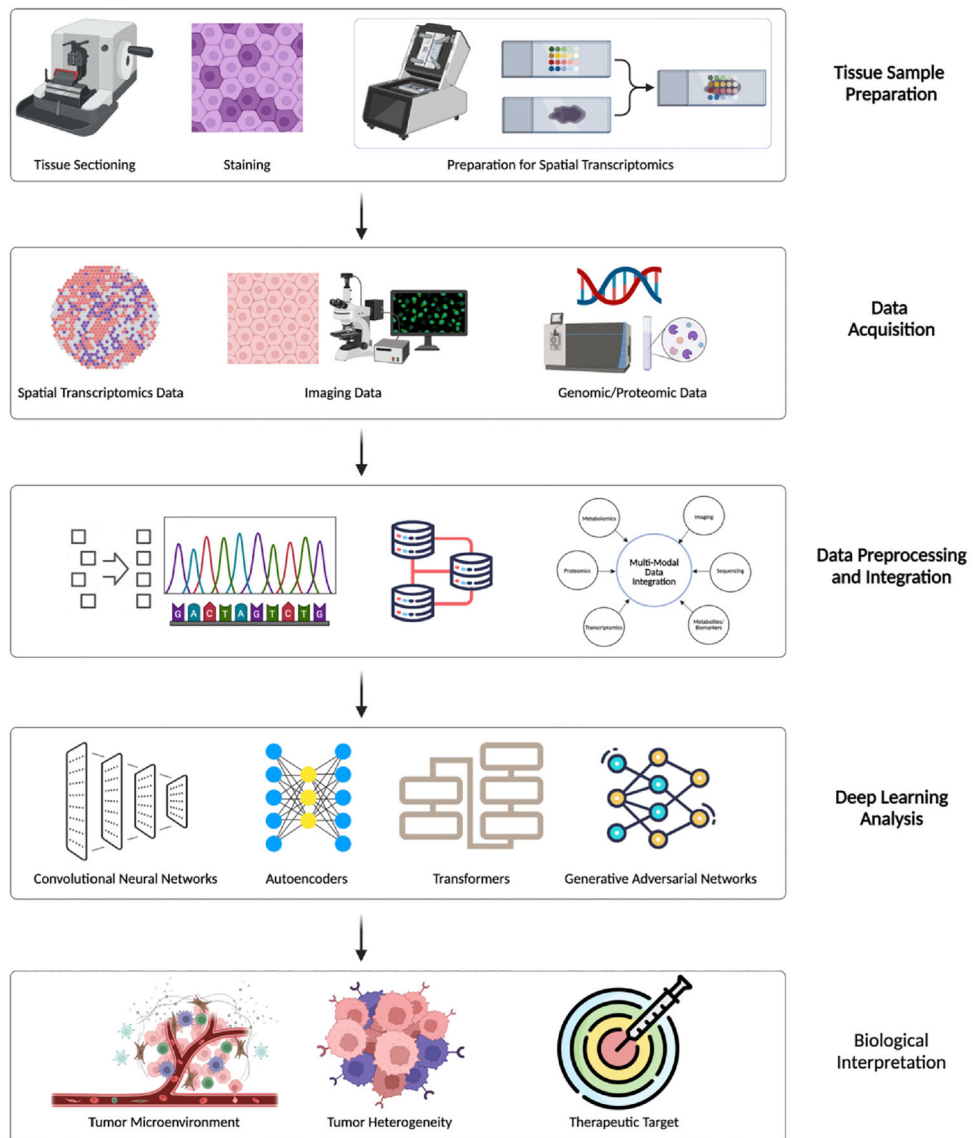 Tissue Sectioning
Staining
Preparation for Spatial Transcriptomics
Tissue Sample
Preparation
Spatial Transcriptomics Data
Imaging Data
Genomic/Proteomic Data
Data
Acquisition
G A C T A G T C T G
Metabolomics
Imaging
Proteomics
Multi-Modal
Data
Integration
Sequencing
Transcriptomics
Metabolites/
Biomarkers
Data Preprocessing
and Integration
Convolutional Neural Networks
Autoencoders
Transformers
Generative Adversarial Networks
Deep Learning
Analysis
Tumor Microenvironment
Tumor Heterogeneity
Therapeutic Target
Biological
Interpretation